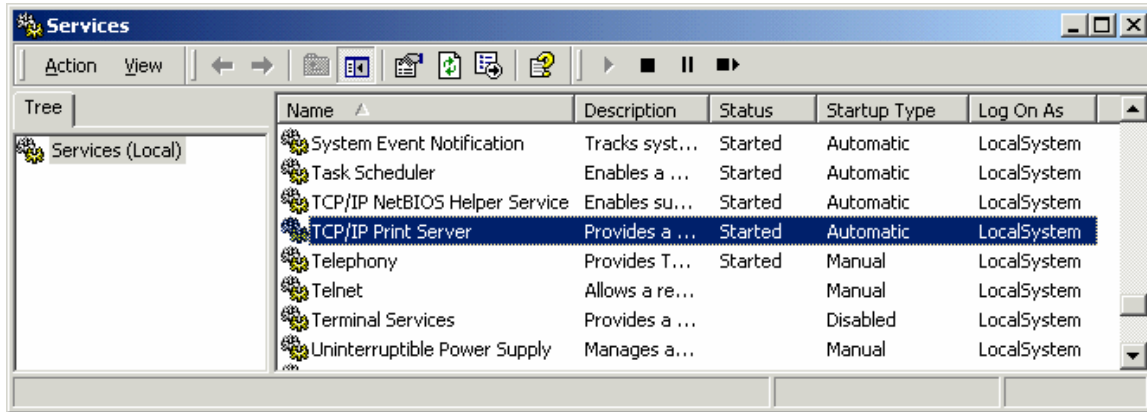 Services
Action View
Tree
Name Description Status Startup Type Log On As
Services (Local)
System Event Notification Tracks syst... Started Automatic LocalSystem
Task Scheduler Enables a ... Started Automatic LocalSystem
TCP/IP NetBIOS Helper Service Enables su... Started Automatic LocalSystem
TCP/IP Print Server Provides a ... Started Automatic LocalSystem
Telephony Provides T... Started Manual LocalSystem
Telnet Allows a re... Manual LocalSystem
Terminal Services Provides a ... Disabled LocalSystem
Uninterruptible Power Supply Manages a... Manual LocalSystem